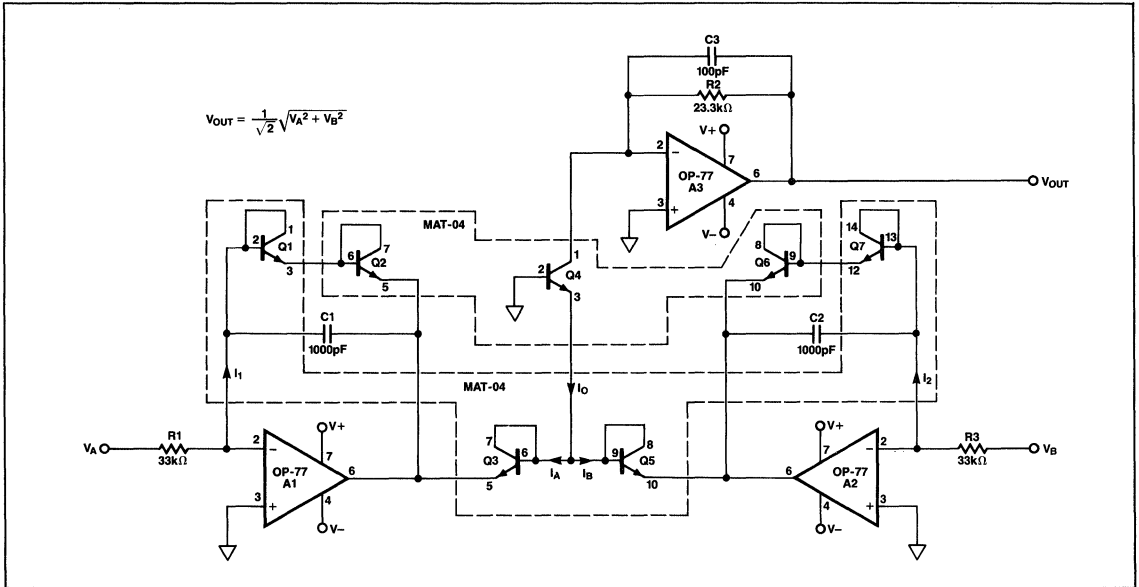 C3
100pF
R2
23.3kΩ
V_OUT = 1/√2 √(V_A² + V_B²)
V+
2
−
7
OP-77
A3
6
V_OUT
3
+
4
V−
MAT-04
1
2
Q1
3
7
6
Q2
5
1
2
Q4
3
8
9
Q6
10
14
13
Q7
12
C1
1000pF
C2
1000pF
I₁
I_O
I₂
MAT-04
V_A
R1
33kΩ
2
−
V+
7
OP-77
A1
6
3
+
4
V−
7
6
Q3
5
I_A
I_B
8
9
Q5
10
V+
7
2
−
OP-77
A2
6
3
+
4
V−
R3
33kΩ
V_B